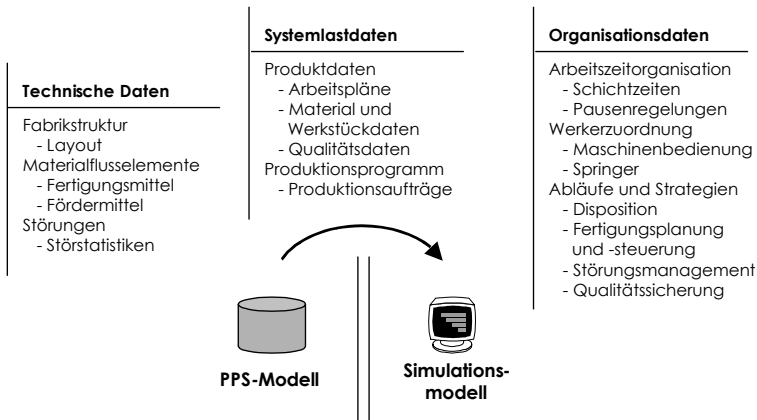 Technische Daten
Fabrikstruktur
- Layout
Materialflusselemente
- Fertigungsmittel
- Fördermittel
Störungen
- Störstatistiken
Systemlastdaten
Produktdaten
- Arbeitspläne
- Material und
Werkstückdaten
- Qualitätsdaten
Produktionsprogramm
- Produktionsaufträge
Organisationsdaten
Arbeitszeitorganisation
- Schichtzeiten
- Pausenregelungen
Werkerzuordnung
- Maschinenbedienung
- Springer
Abläufe und Strategien
- Disposition
- Fertigungsplanung
und -steuerung
- Störungsmanagement
- Qualitätssicherung
PPS-Modell
Simulations-
modell